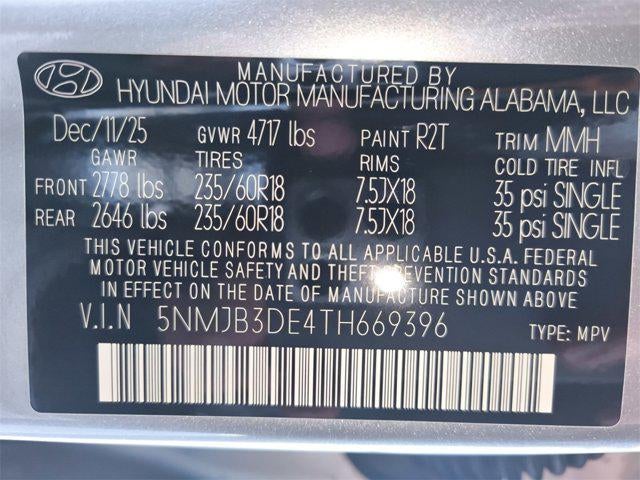 MANUFACTURED BY
HYUNDAI MOTOR MANUFACTURING ALABAMA, LLC
Dec/11/25 GVWR 4717 lbs PAINT R2T TRIM MMH
GAWR TIRES RIMS COLD TIRE INFL
FRONT 2778 lbs 235/60R18 7.5JX18 35 psi SINGLE
REAR 2646 lbs 235/60R18 7.5JX18 35 psi SINGLE
THIS VEHICLE CONFORMS TO ALL APPLICABLE U.S.A. FEDERAL
MOTOR VEHICLE SAFETY AND THEFT PREVENTION STANDARDS
IN EFFECT ON THE DATE OF MANUFACTURE SHOWN ABOVE
V.I.N 5NMJB3DE4TH669396 TYPE: MPV